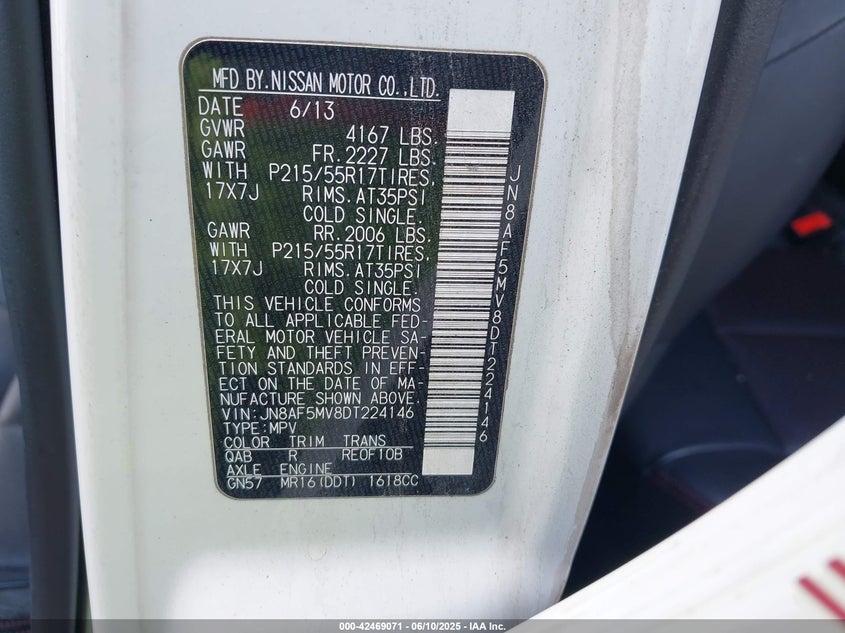 MFD BY.NISSAN MOTOR CO.,LTD.
DATE 6/13
GVWR 4167 LBS.
GAWR FR.2227 LBS.
WITH P215/55R17TIRES,
17X7J RIMS.AT35PSI
COLD SINGLE.
GAWR RR.2006 LBS.
WITH P215/55R17TIRES,
17X7J RIMS.AT35PSI
COLD SINGLE.
THIS VEHICLE CONFORMS
TO ALL APPLICABLE FED-
ERAL MOTOR VEHICLE SA-
FETY AND THEFT PREVEN-
TION STANDARDS IN EFF-
ECT ON THE DATE OF MA-
NUFACTURE SHOWN ABOVE.
VIN:JN8AF5MV8DT224146
TYPE:MPV
COLOR TRIM TRANS
QAB R RE0F10B
AXLE ENGINE
GN57 MR16(DDT) 1618CC
JN8AF5MV8DT224146
000-42469071 - 06/10/2025 - IAA Inc.